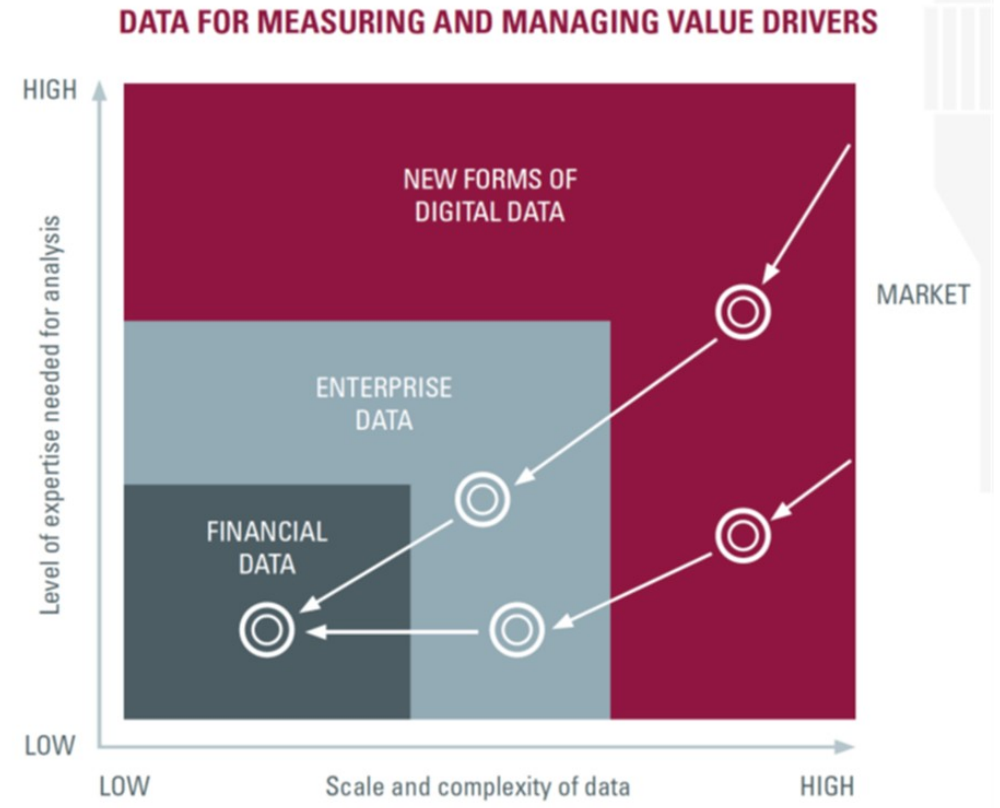 DATA FOR MEASURING AND MANAGING VALUE DRIVERS
HIGH
NEW FORMS OF
DIGITAL DATA
MARKET
Level of expertise needed for analysis
ENTERPRISE
DATA
FINANCIAL
DATA
LOW
LOW
Scale and complexity of data
HIGH